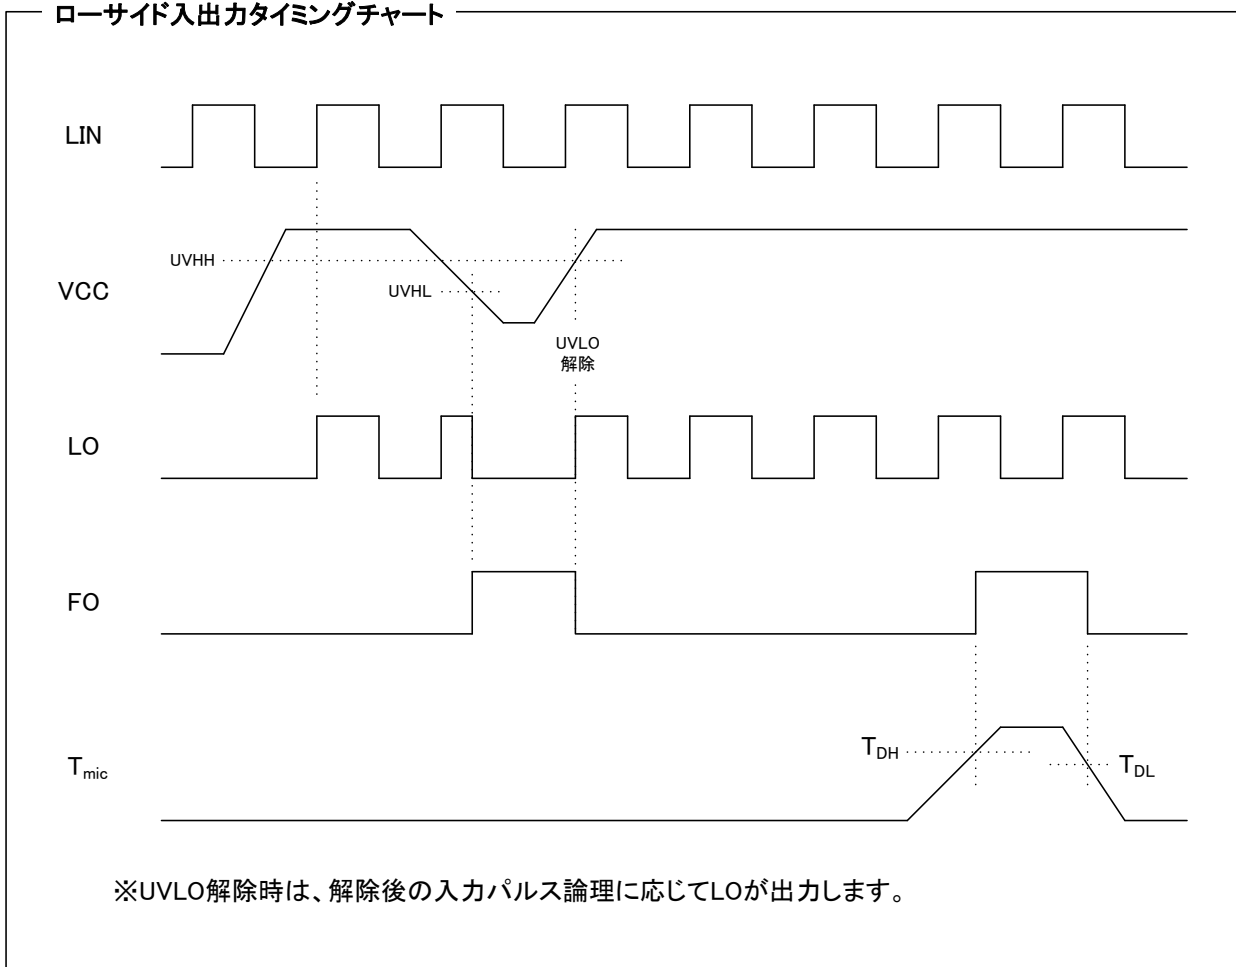 ローサイド入出力タイミングチャート
LIN
UVHH
VCC
UVHL
UVLO
解除
LO
FO
TDH
Tmic
TDL
※UVLO解除時は、解除後の入力パルス論理に応じてLOが出力します。